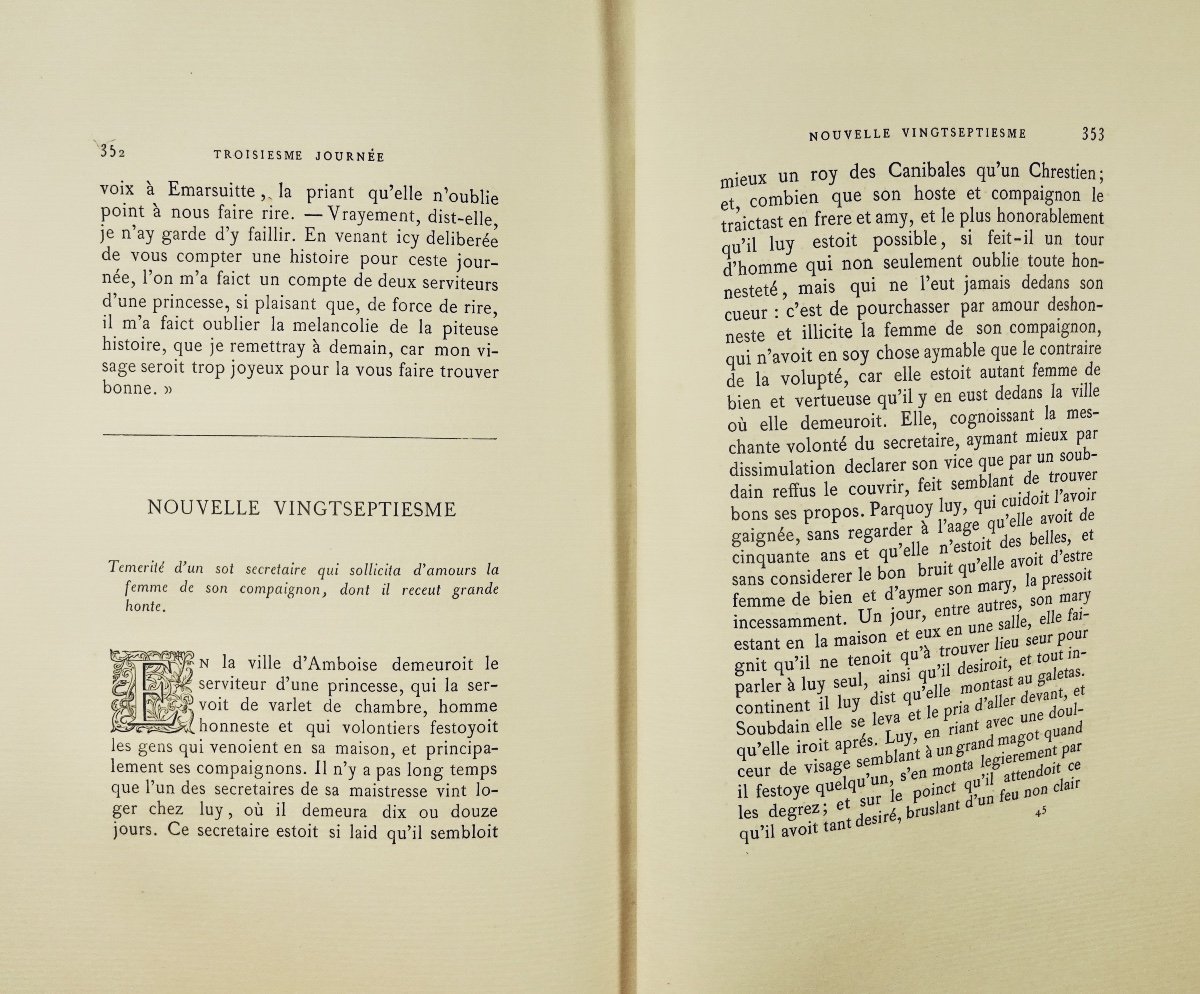 352
TROISIESME JOURNÉE
voix à Emarsuitte, la priant qu'elle n'oublie
point à nous faire rire. — Vrayement, dist-elle,
je n'ay garde d'y faillir. En venant icy deliberée
de vous compter une histoire pour ceste jour-
née, l'on m'a faict un compte de deux serviteurs
d'une princesse, si plaisant que, de force de rire,
il m'a faict oublier la melancolie de la piteuse
histoire, que je remettray à demain, car mon vi-
sage seroit trop joyeux pour la vous faire trouver
bonne. »
NOUVELLE VINGTSEPTIESME
Temerité d'un sot secretaire qui sollicita d'amours la
femme de son compaignon, dont il receut grande
honte.
EN la ville d'Amboise demeuroit le
serviteur d'une princesse, qui la ser-
voit de varlet de chambre, homme
honneste et qui volontiers festoyoit
les gens qui venoient en sa maison, et principa-
lement ses compaignons. Il n'y a pas long temps
que l'un des secretaires de sa maistresse vint lo-
ger chez luy, où il demeura dix ou douze
jours. Ce secretaire estoit si laid qu'il sembloit
NOUVELLE VINGTSEPTIESME
353
mieux un roy des Canibales qu'un Chrestien;
et, combien que son hoste et compaignon le
traictast en frere et amy, et le plus honorablement
qu'il luy estoit possible, si feit-il un tour
d'homme qui non seulement oublie toute hon-
nesteté, mais qui ne l'eut jamais dedans son
cueur : c'est de pourchasser par amour deshon-
neste et illicite la femme de son compaignon,
qui n'avoit en soy chose aymable que le contraire
de la volupté, car elle estoit autant femme de
bien et vertueuse qu'il y en eust dedans la ville
où elle demeuroit. Elle, cognoissant la mes-
chante volonté du secretaire, aymant mieux par
dissimulation declarer son vice que par un soub-
dain reffus le couvrir, feit semblant de trouver
bons ses propos. Parquoy luy, qui cuidoit l'avoir
gaignée, sans regarder à l'aage qu'elle avoit de
cinquante ans et qu'elle n'estoit des belles, et
sans considerer le bon bruit qu'elle avoit d'estre
femme de bien et d'aymer son mary, la pressoit
incessamment. Un jour, entre autres, son mary
estant en la maison et eux en une salle, elle fai-
gnit qu'il ne tenoit qu'à trouver lieu seur pour
parler à luy seul, ainsi qu'il desiroit, et tout in-
continent il luy dist qu'elle montast au galetas.
Soubdain elle se leva et le pria d'aller devant, et
qu'elle iroit aprés. Luy, en riant avec une doul-
ceur de visage semblant à un grand magot quand
il festoye quelqu'un, s'en monta legierement par
les degrez; et sur le poinct qu'il attendoit ce
qu'il avoit tant desiré, bruslant d'un feu non clair
45